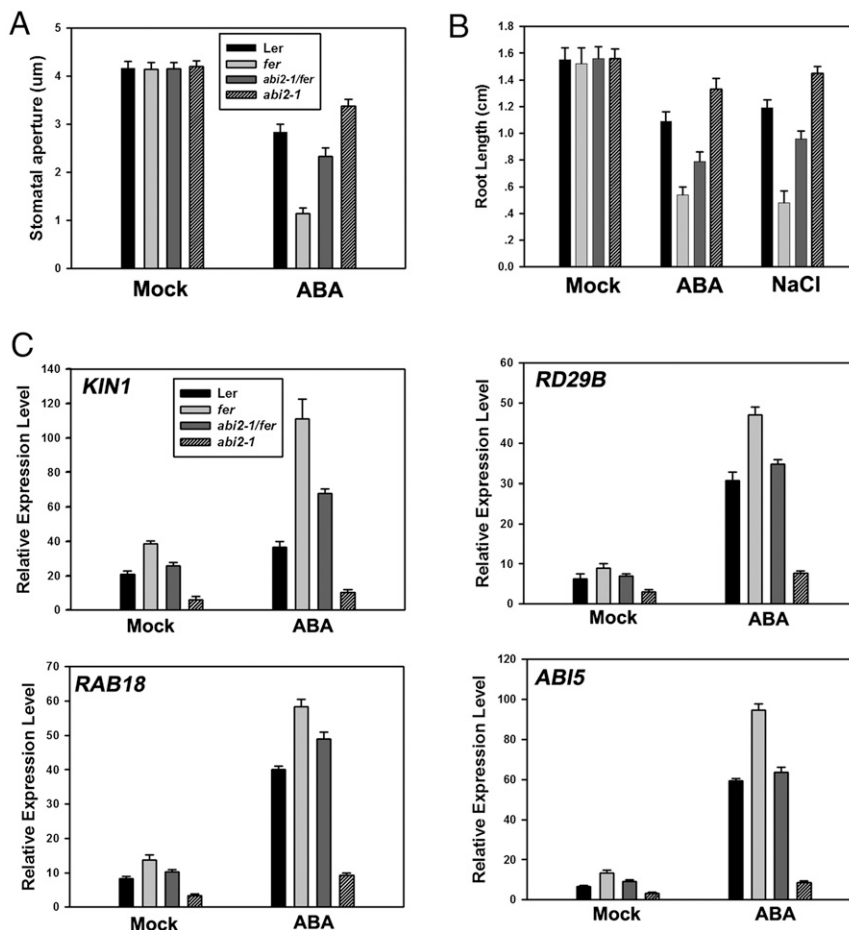 A
Stomatal aperture (um)
5
4
3
2
1
0
Ler
fer
abi2-1/fer
abi2-1
Mock
ABA
B
Root Length (cm)
1.8
1.6
1.4
1.2
1.0
.8
.6
.4
.2
0.0
Mock
ABA
NaCl
C
KIN1
Relative Expression Level
140
120
100
80
60
40
20
0
Ler
fer
abi2-1/fer
abi2-1
Mock
ABA
RD29B
Relative Expression Level
60
50
40
30
20
10
0
Mock
ABA
RAB18
Relative Expression Level
70
60
50
40
30
20
10
0
Mock
ABA
ABI5
Relative Expression Level
120
100
80
60
40
20
0
Mock
ABA